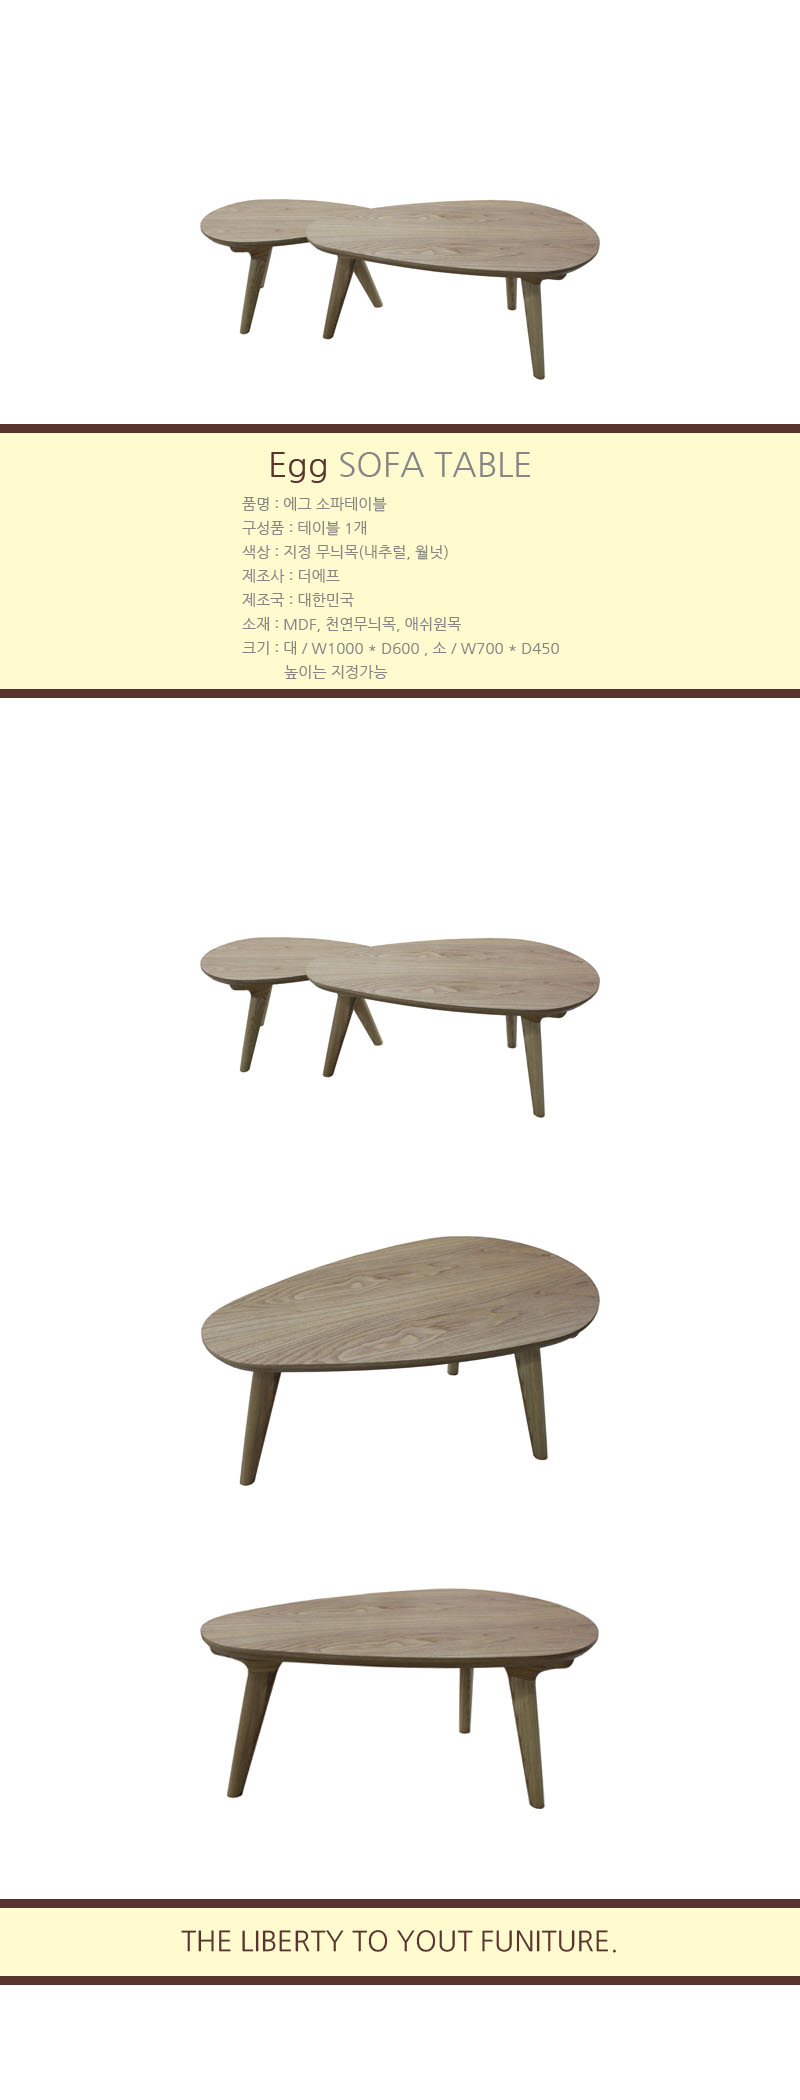 Egg SOFA TABLE
품명 : 에그 소파테이블
구성품 : 테이블 1개
색상 : 지정 무늬목(내추럴, 월넛)
제조사 : 더에프
제조국 : 대한민국
소재 : MDF, 천연무늬목, 애쉬원목
크기 : 대 / W1000 * D600 , 소 / W700 * D450
높이는 지정가능
THE LIBERTY TO YOUT FUNITURE.